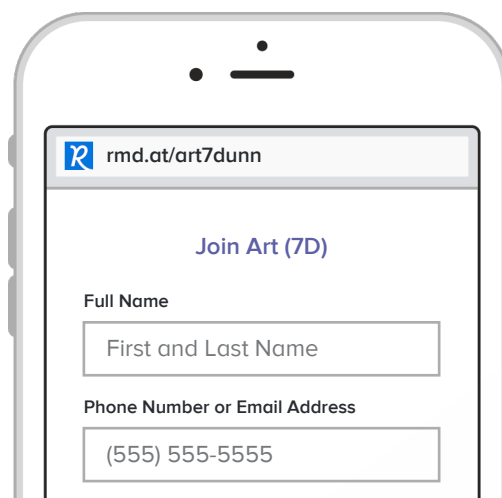 rmd.at/art7dunn
Join Art (7D)
Full Name
First and Last Name
Phone Number or Email Address
(555) 555-5555